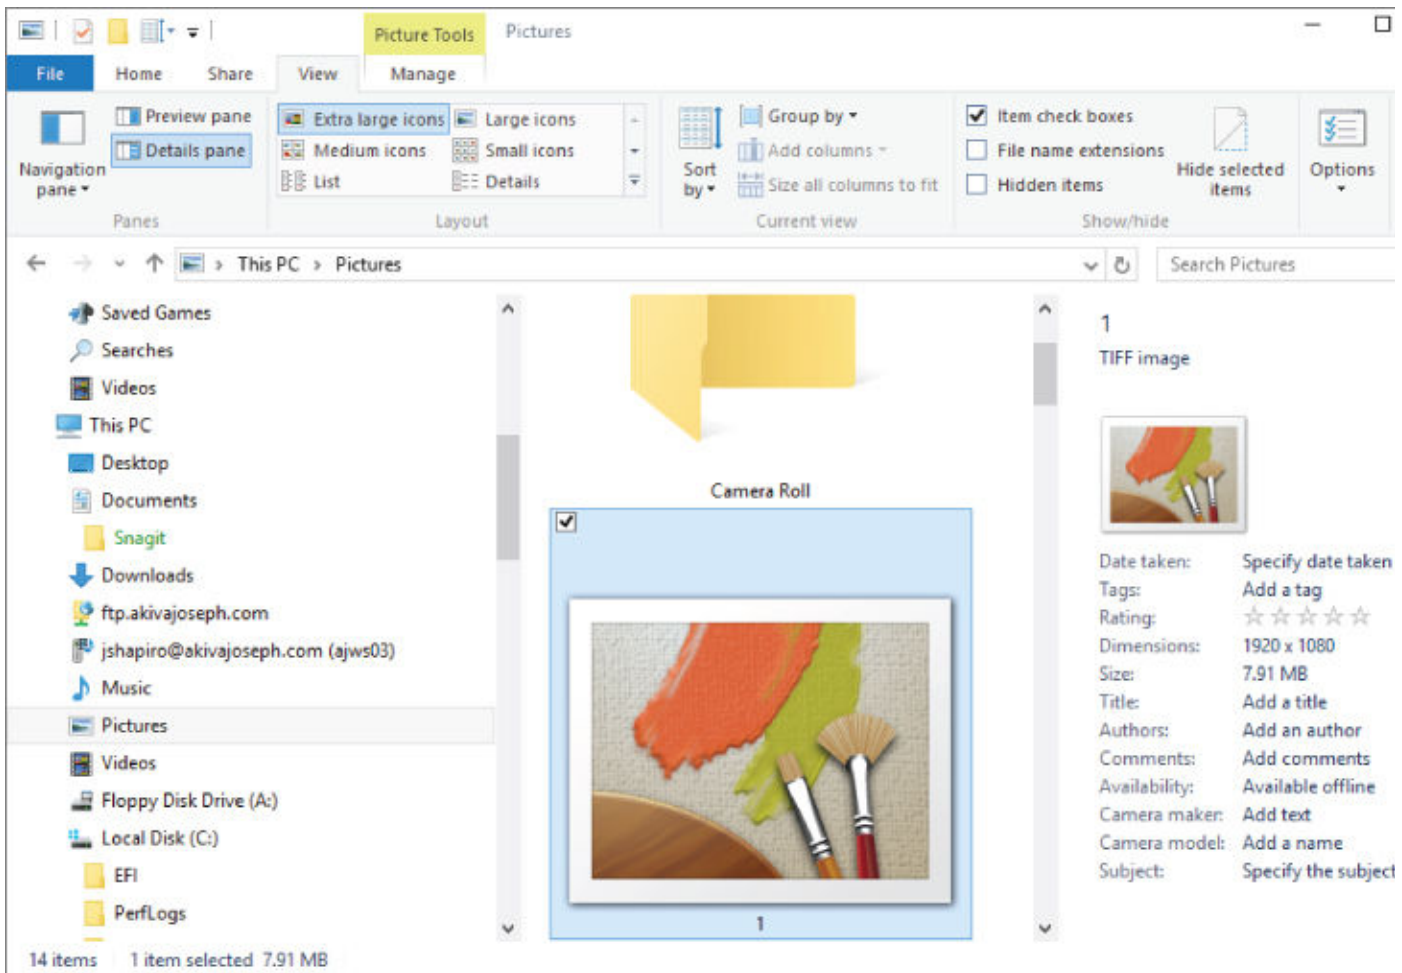 Picture Tools Pictures
File Home Share View Manage
Navigation pane
Preview pane
Details pane
Panes
Extra large icons Large icons
Medium icons Small icons
List Details
Layout
Sort by
Group by
Add columns
Size all columns to fit
Current view
Item check boxes
File name extensions
Hidden items
Hide selected items
Show/hide
Options
This PC > Pictures
Search Pictures
Saved Games
Searches
Videos
This PC
Desktop
Documents
Snagit
Downloads
ftp.akivajoseph.com
jshapiro@akivajoseph.com (ajws03)
Music
Pictures
Videos
Floppy Disk Drive (A:)
Local Disk (C:)
EFI
PerfLogs
Camera Roll
1
1
TIFF image
Date taken: Specify date taken
Tags: Add a tag
Rating:
Dimensions: 1920 x 1080
Size: 7.91 MB
Title: Add a title
Authors: Add an author
Comments: Add comments
Availability: Available offline
Camera maker: Add text
Camera model: Add a name
Subject: Specify the subject
14 items 1 item selected 7.91 MB